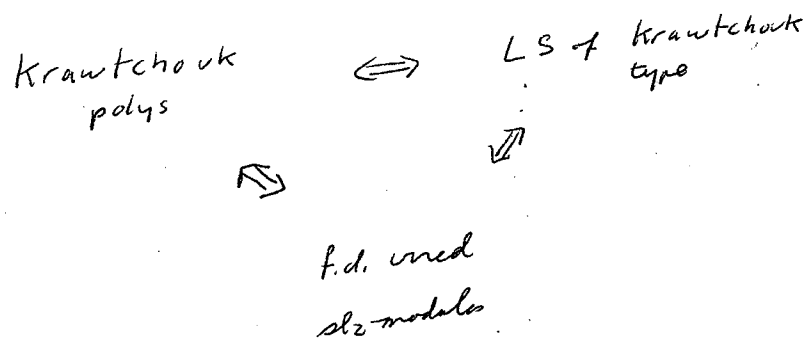 Krawtchouk
polys
⟺
LS of Krawtchouk
type
f.d. irred
sl2-modules